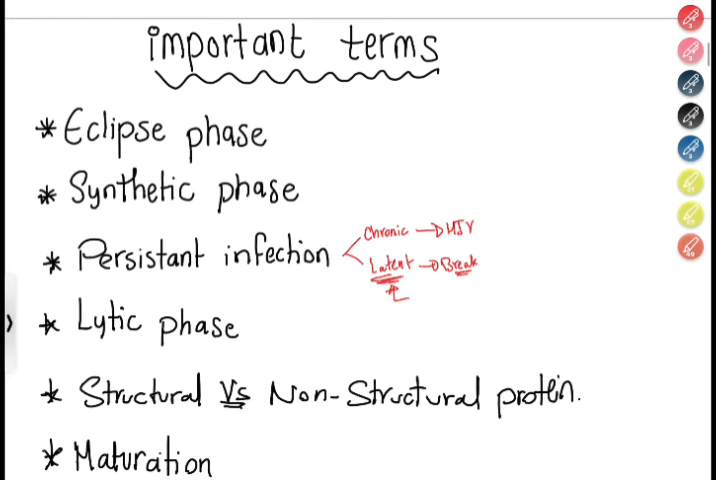 important terms
* Eclipse phase
* Synthetic phase
* Persistant infection
Chronic → HIV
Latent → Break
* Lytic phase
* Structural Vs Non-Structural protein.
* Maturation